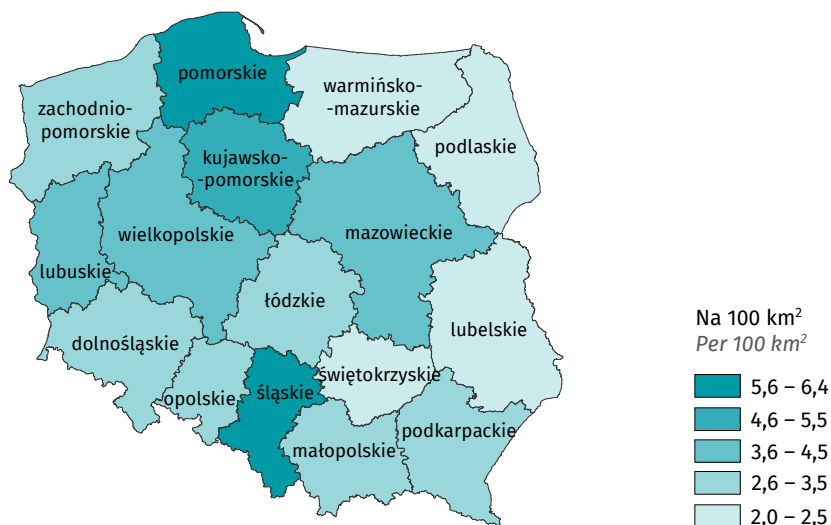 pomorskie
warmińsko-
-mazurskie
zachodnio-
pomorskie
podlaskie
kujawsko-
-pomorskie
wielkopolskie
mazowieckie
lubuskie
łódzkie
lubelskie
dolnośląskie
świętokrzyskie
opolskie
śląskie
podkarpackie
małopolskie
Na 100 km²
Per 100 km²
5,6 – 6,4
4,6 – 5,5
3,6 – 4,5
2,6 – 3,5
2,0 – 2,5